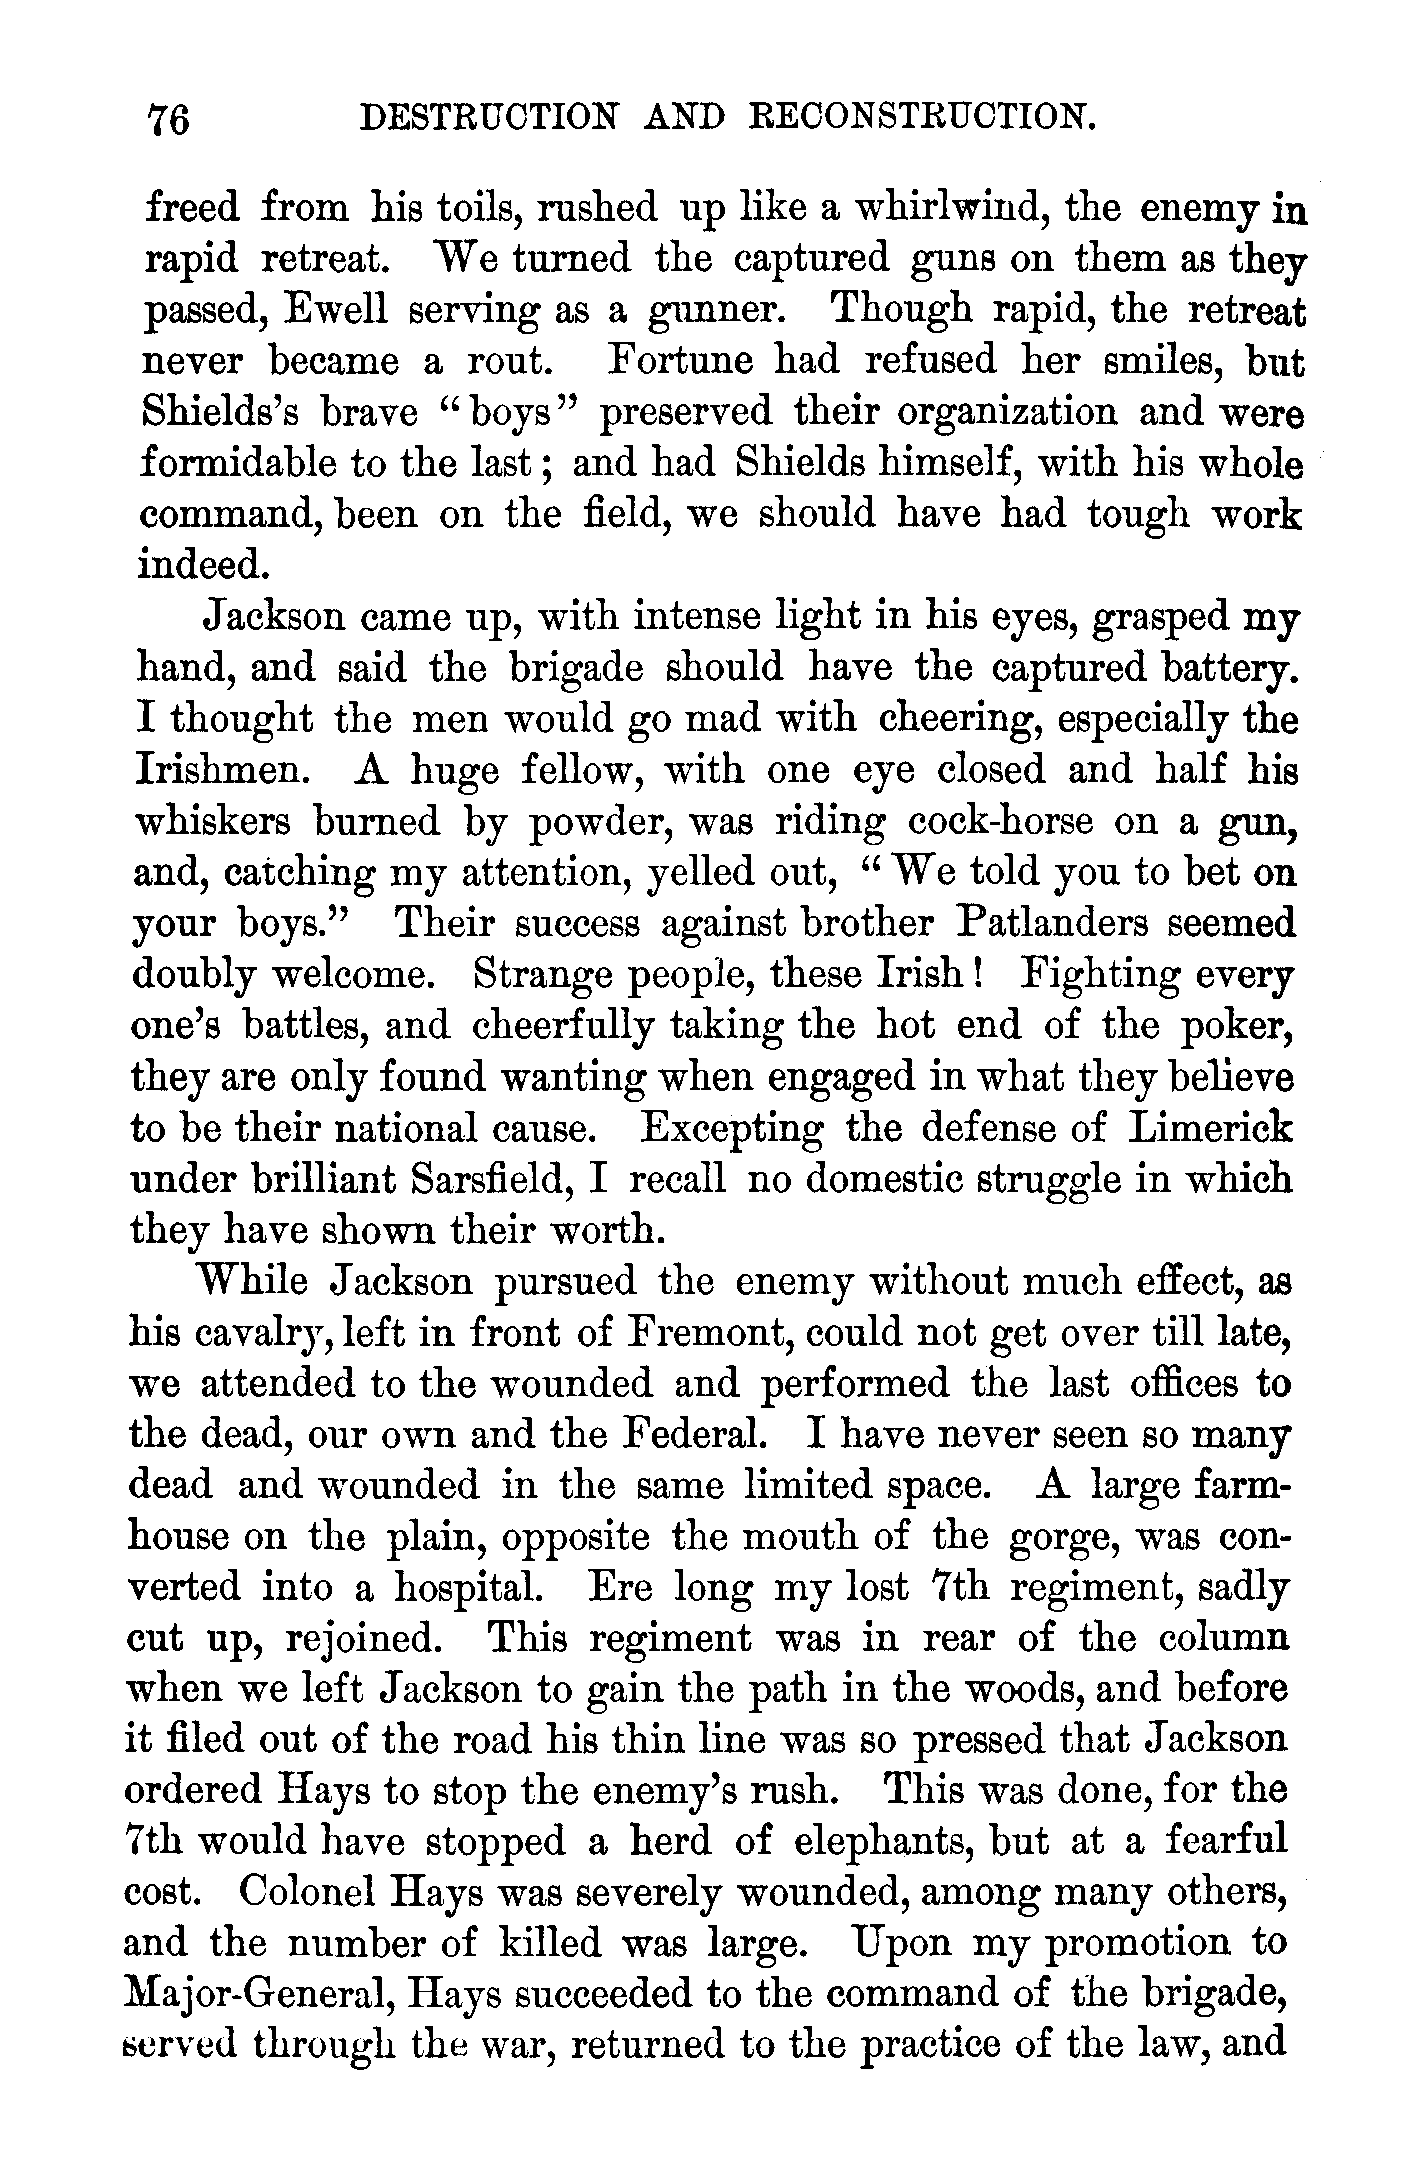 76 DESTRUCTION AND RECONSTRUCTION.
freed from his toils, rushed up like a whirlwind, the enemy in
rapid retreat. We turned the captured guns on them as they
passed, Ewell serving as a gunner. Though rapid, the retreat
never became a rout. Fortune had refused her smiles, but
Shields's brave "boys" preserved their organization and were
formidable to the last; and had Shields himself, with his whole
command, been on the field, we should have had tough work
indeed.
Jackson came up, with intense light in his eyes, grasped my
hand, and said the brigade should have the captured battery.
I thought the men would go mad with cheering, especially the
Irishmen. A huge fellow, with one eye closed and half his
whiskers burned by powder, was riding cock-horse on a gun,
and, catching my attention, yelled out, "We told you to bet on
your boys." Their success against brother Patlanders seemed
doubly welcome. Strange people, these Irish! Fighting every
one's battles, and cheerfully taking the hot end of the poker,
they are only found wanting when engaged in what they believe
to be their national cause. Excepting the defense of Limerick
under brilliant Sarsfield, I recall no domestic struggle in which
they have shown their worth.
While Jackson pursued the enemy without much effect, as
his cavalry, left in front of Fremont, could not get over till late,
we attended to the wounded and performed the last offices to
the dead, our own and the Federal. I have never seen so many
dead and wounded in the same limited space. A large farm-
house on the plain, opposite the mouth of the gorge, was con-
verted into a hospital. Ere long my lost 7th regiment, sadly
cut up, rejoined. This regiment was in rear of the column
when we left Jackson to gain the path in the woods, and before
it filed out of the road his thin line was so pressed that Jackson
ordered Hays to stop the enemy's rush. This was done, for the
7th would have stopped a herd of elephants, but at a fearful
cost. Colonel Hays was severely wounded, among many others,
and the number of killed was large. Upon my promotion to
Major-General, Hays succeeded to the command of the brigade,
served through the war, returned to the practice of the law, and